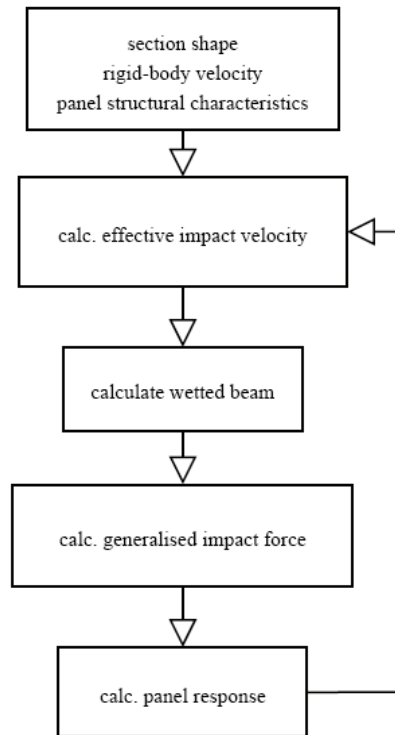 section shape
rigid-body velocity
panel structural characteristics
calc. effective impact velocity
calculate wetted beam
calc. generalised impact force
calc. panel response